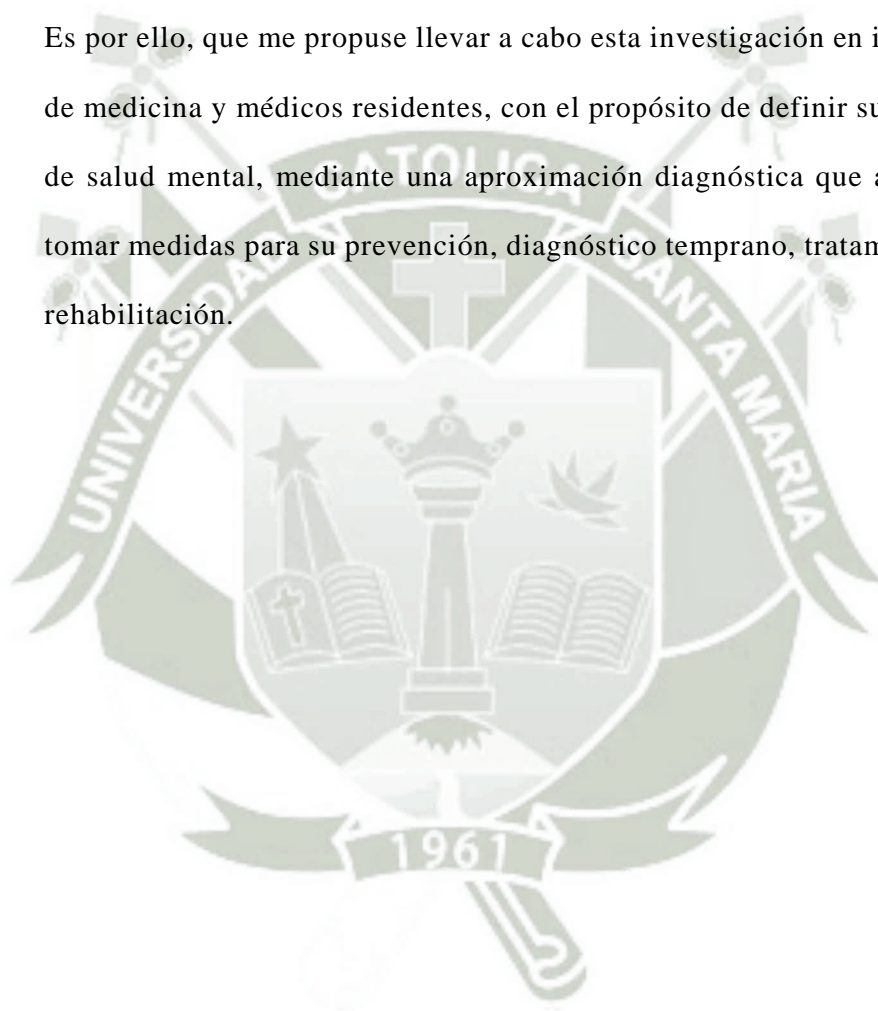 Es por ello, que me propuse llevar a cabo esta investigación en
de medicina y médicos residentes, con el propósito de definir
de salud mental, mediante una aproximación diagnóstica que
tomar medidas para su prevención, diagnóstico temprano,
rehabilitación.
UNIVERSIDAD CATOLICA SANTA MARIA
1961